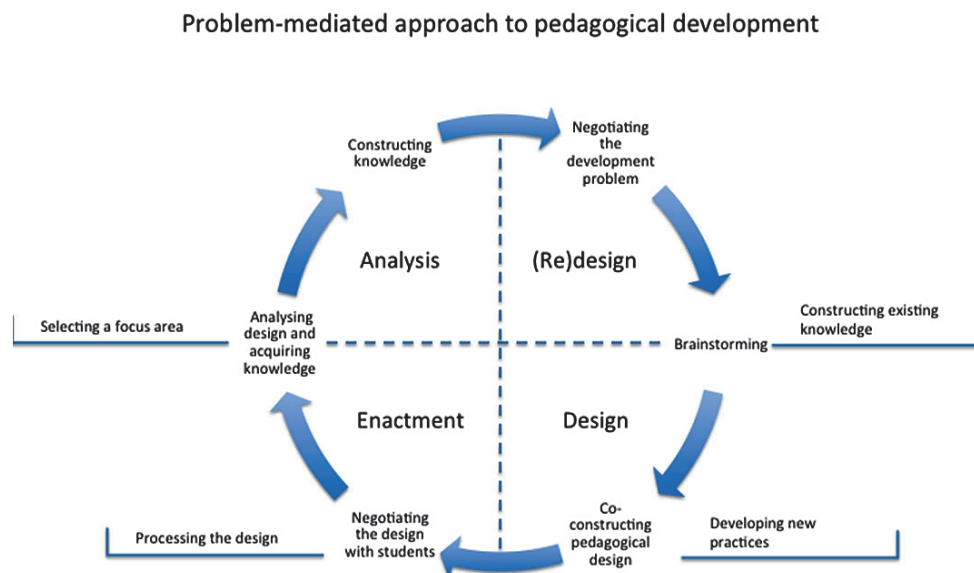 Problem-mediated approach to pedagogical development
Constructing
knowledge
Negotiating
the
development
problem
Analysis
(Re)design
Selecting a focus area
Analysing
design and
acquiring
knowledge
Brainstorming
Constructing existing
knowledge
Enactment
Design
Processing the design
Negotiating
the design
with students
Co-
constructing
pedagogical
design
Developing new
practices